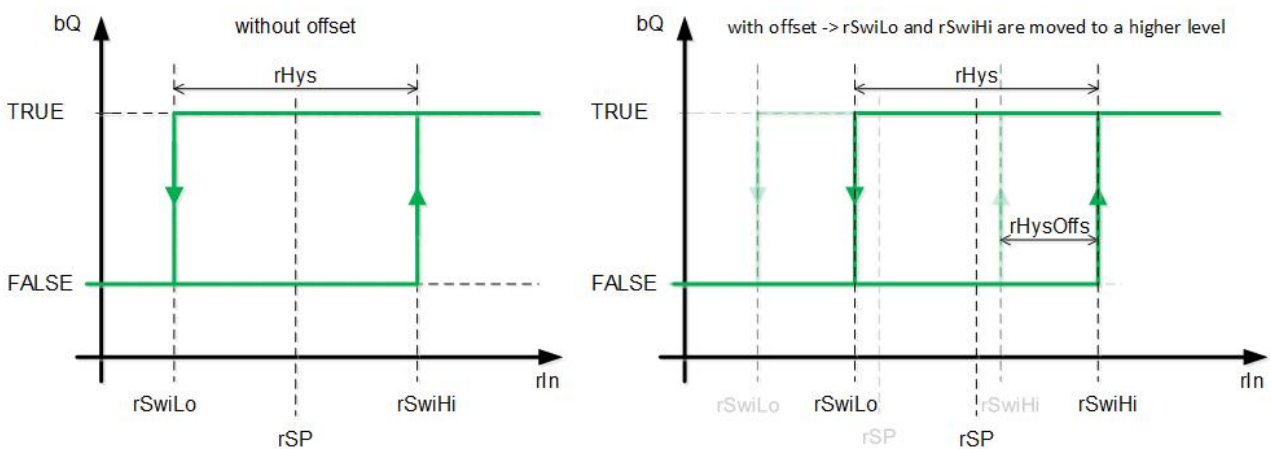 bQ
without offset
rHys
TRUE
FALSE
rIn
rSwiLo
rSwiHi
rSP
bQ
with offset -> rSwiLo and rSwiHi are moved to a higher level
rHys
TRUE
rHysOffs
FALSE
rIn
rSwiLo
rSwiLo
rSwiHi
rSwiHi
rSP
rSP